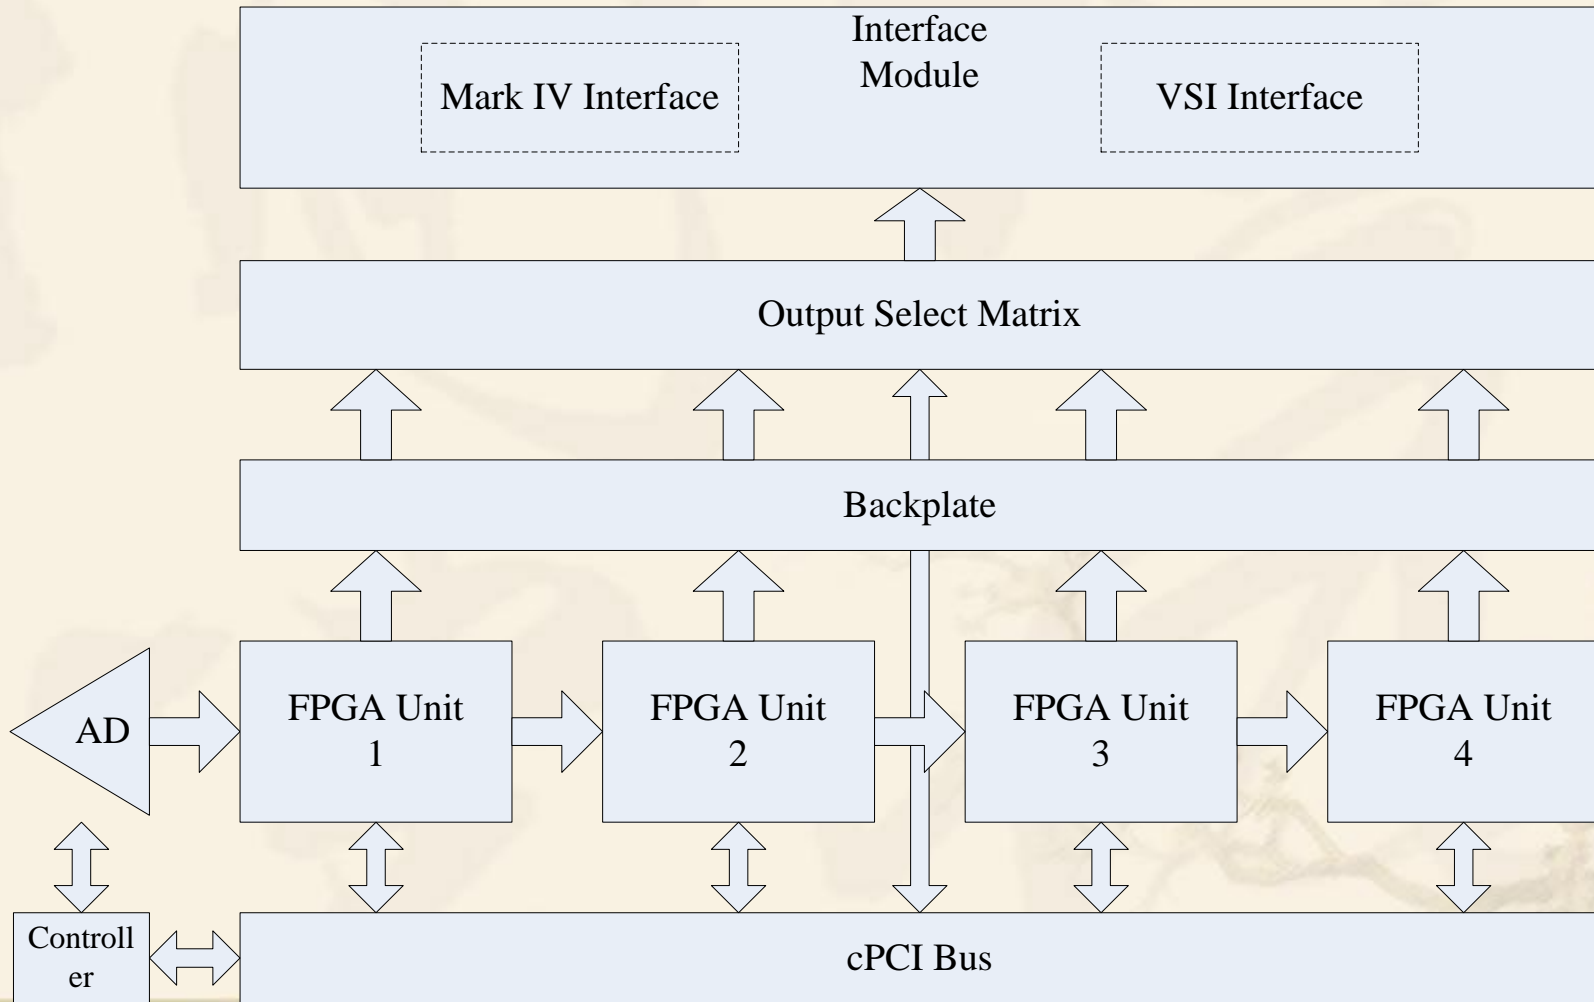 Interface
Module
Mark IV Interface
VSI Interface
Output Select Matrix
Backplate
AD
FPGA Unit
1
FPGA Unit
2
FPGA Unit
3
FPGA Unit
4
Controll
er
cPCI Bus